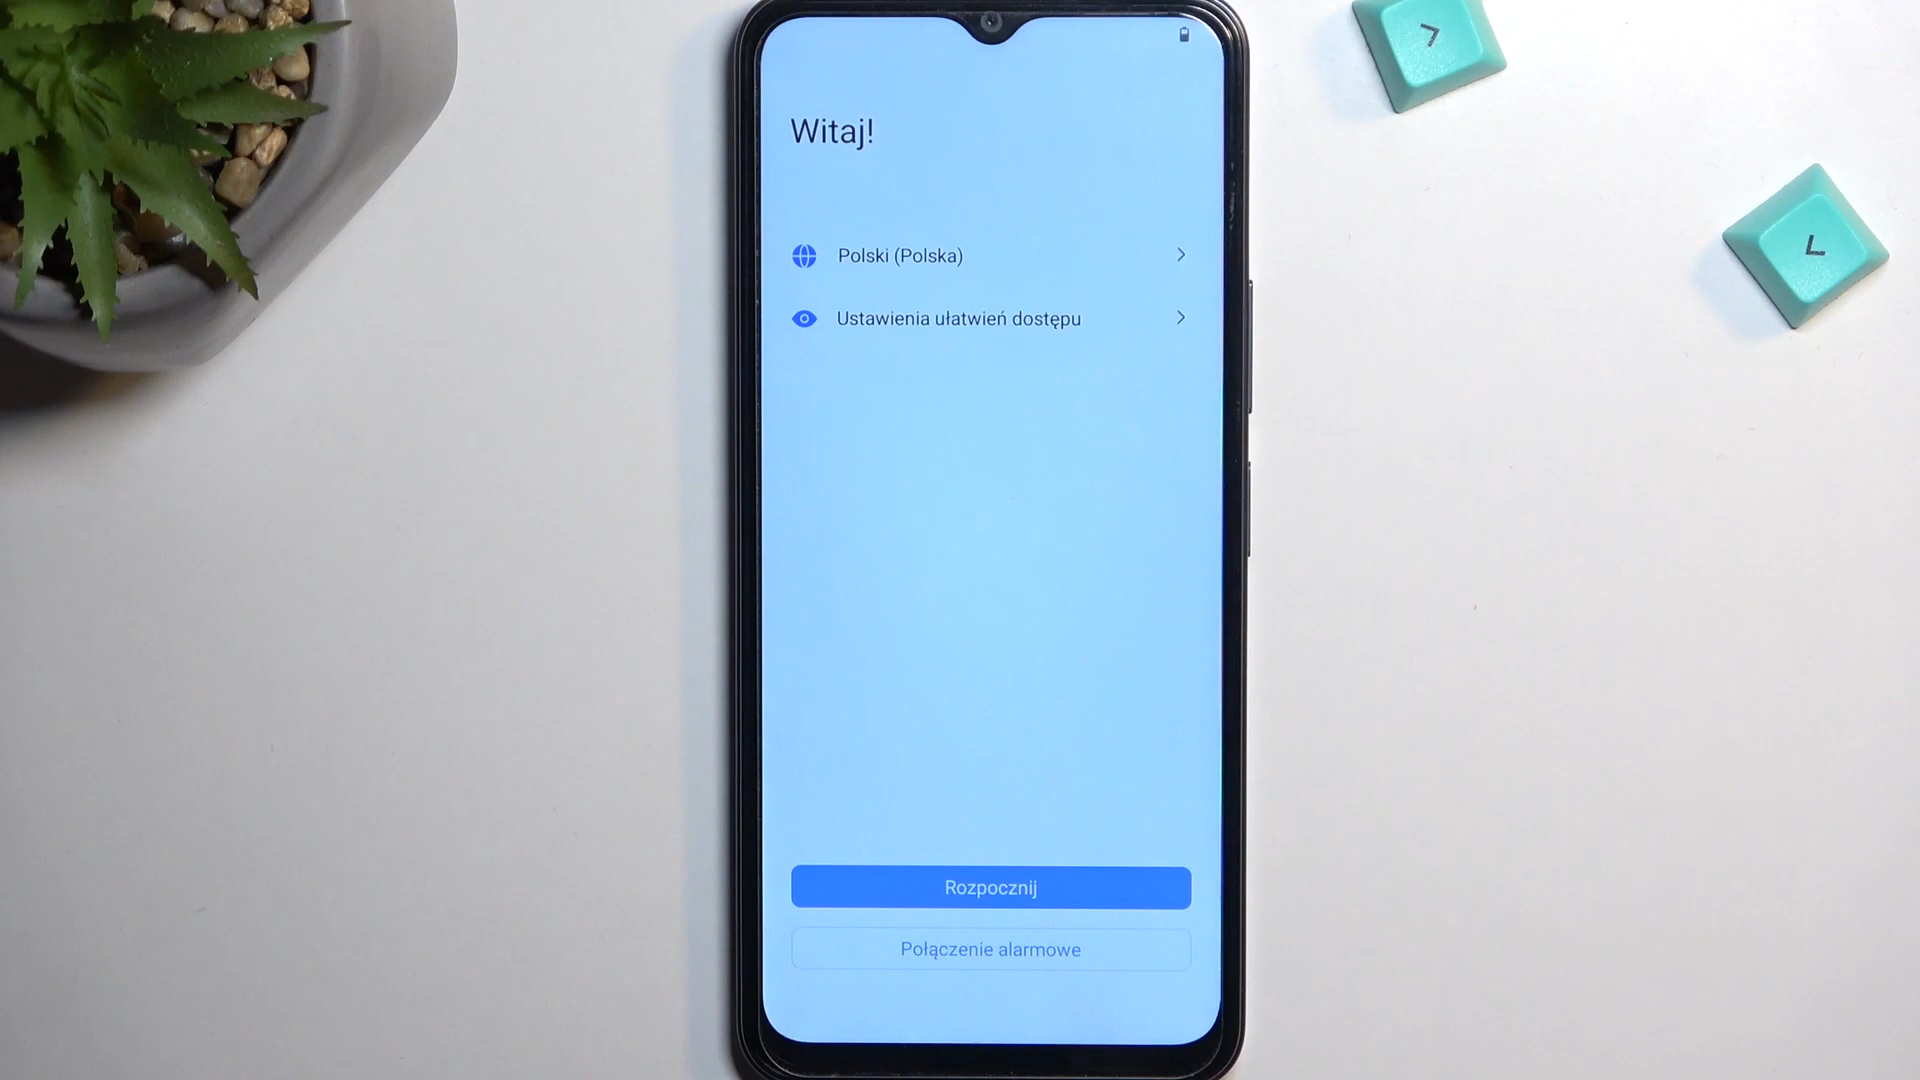 Witaj!
Polski (Polska)
Ustawienia ułatwień dostępu
Rozpocznij
Połączenie alarmowe